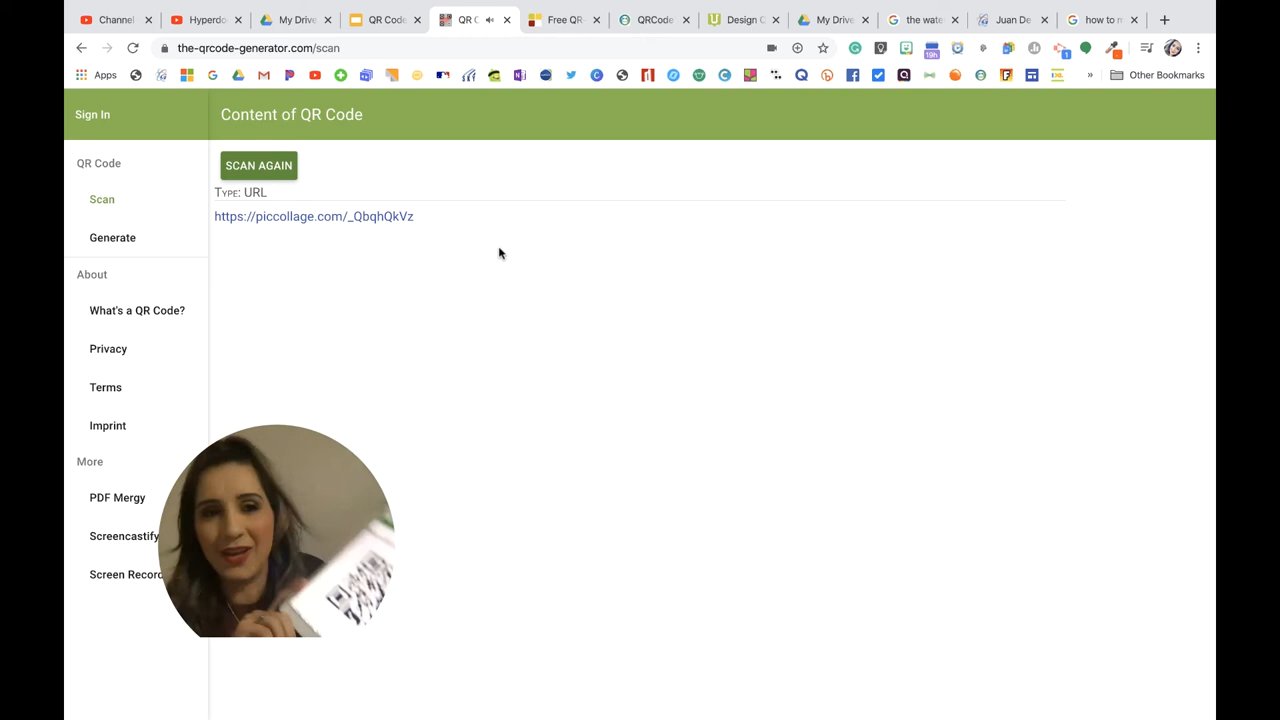 Channel
Hyperdo
My Drive
QR Code
QR C
Free QR-
QRCode
Design C
My Drive
the wate
Juan De
how to m
the-qrcode-generator.com/scan
19h
1
Apps
Other Bookmarks
Sign In
Content of QR Code
QR Code
SCAN AGAIN
Type: URL
Scan
https://piccollage.com/_QbqhQkVz
Generate
About
What's a QR Code?
Privacy
Terms
Imprint
More
PDF Mergy
Screencastify
Screen Record